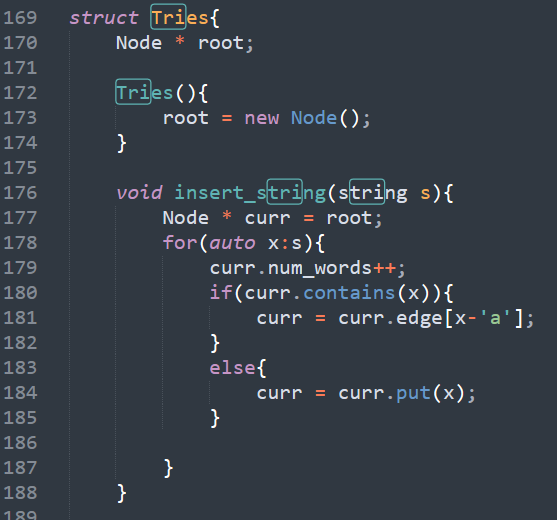 169 struct Tries{
170     Node * root;
171
172     Tries(){
173         root = new Node();
174     }
175
176     void insert_string(string s){
177         Node * curr = root;
178         for(auto x:s){
179             curr.num_words++;
180             if(curr.contains(x)){
181                 curr = curr.edge[x-'a'];
182             }
183             else{
184                 curr = curr.put(x);
185             }
186
187         }
188     }
189